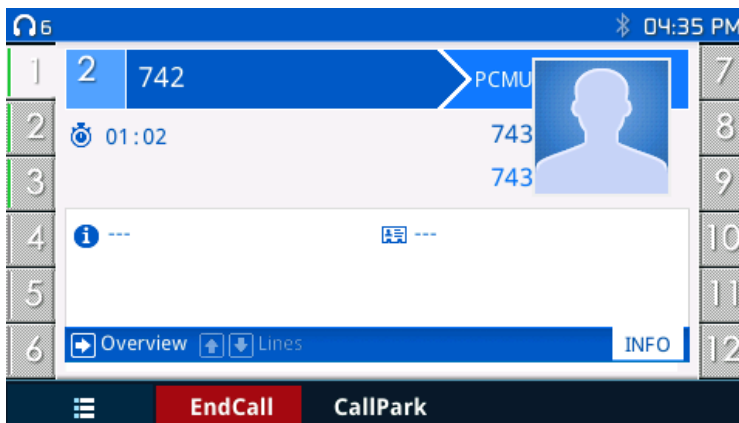 6 04:35 PM
1 2 742 PCMU 7
2 01:02 743 8
3 743 9
4 --- --- 10
5 11
6 Overview Lines INFO 12
EndCall CallPark